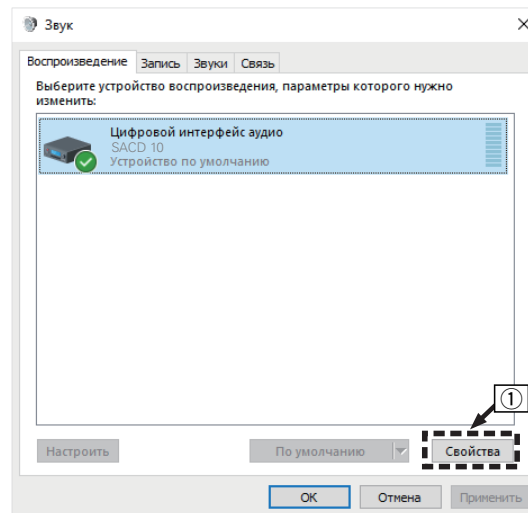 Звук
Воспроизведение Запись Звуки Связь
Выберите устройство воспроизведения, параметры которого нужно
изменить:
Цифровой интерфейс аудио
SACD 10
Устройство по умолчанию
①
Настроить По умолчанию Свойства
ОК Отмена Применить